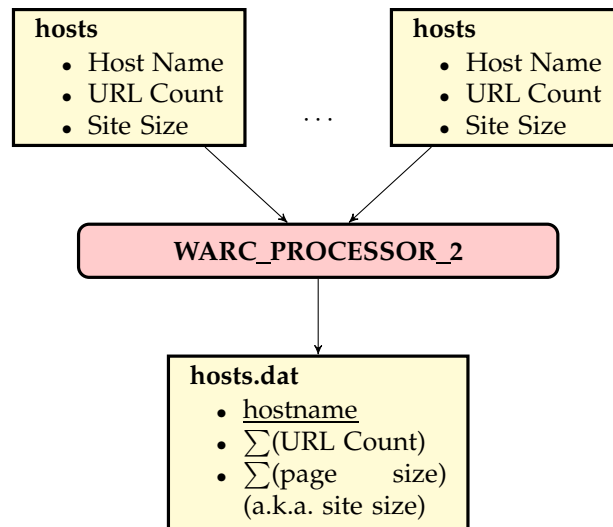 hosts
• Host Name
• URL Count
• Site Size
. . .
hosts
• Host Name
• URL Count
• Site Size
WARC_PROCESSOR_2
hosts.dat
• hostname
• ∑(URL Count)
• ∑(page size)
(a.k.a. site size)